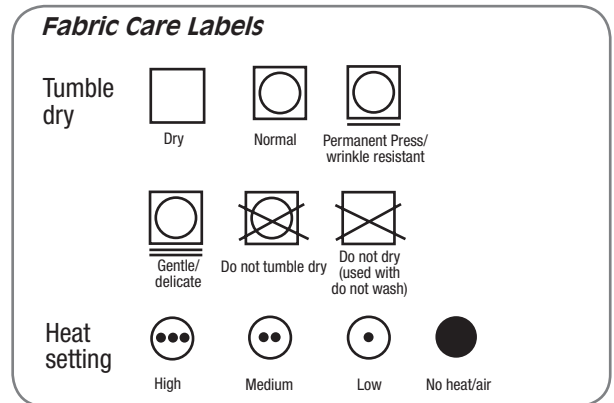 Fabric Care Labels
Tumble
dry
Dry
Normal
Permanent Press/
wrinkle resistant
Gentle/
delicate
Do not tumble dry
Do not dry
(used with
do not wash)
Heat
setting
High
Medium
Low
No heat/air